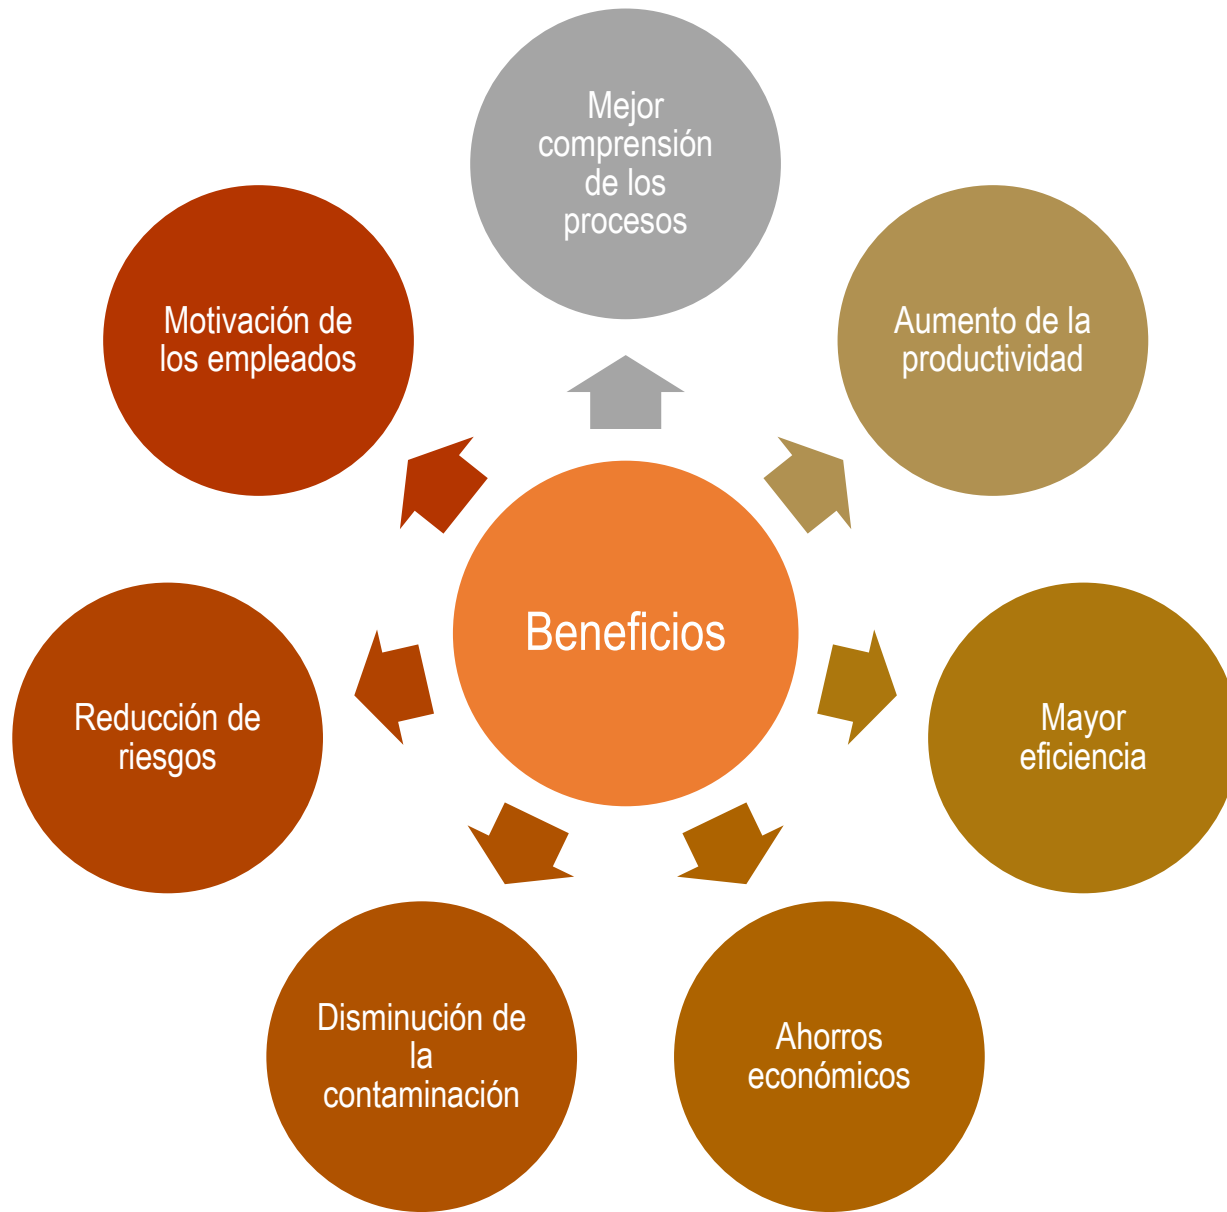 Mejor
comprensión
de los
procesos
Aumento de la
productividad
Mayor
eficiencia
Ahorros
económicos
Disminución de
la
contaminación
Reducción de
riesgos
Motivación de
los empleados
Beneficios